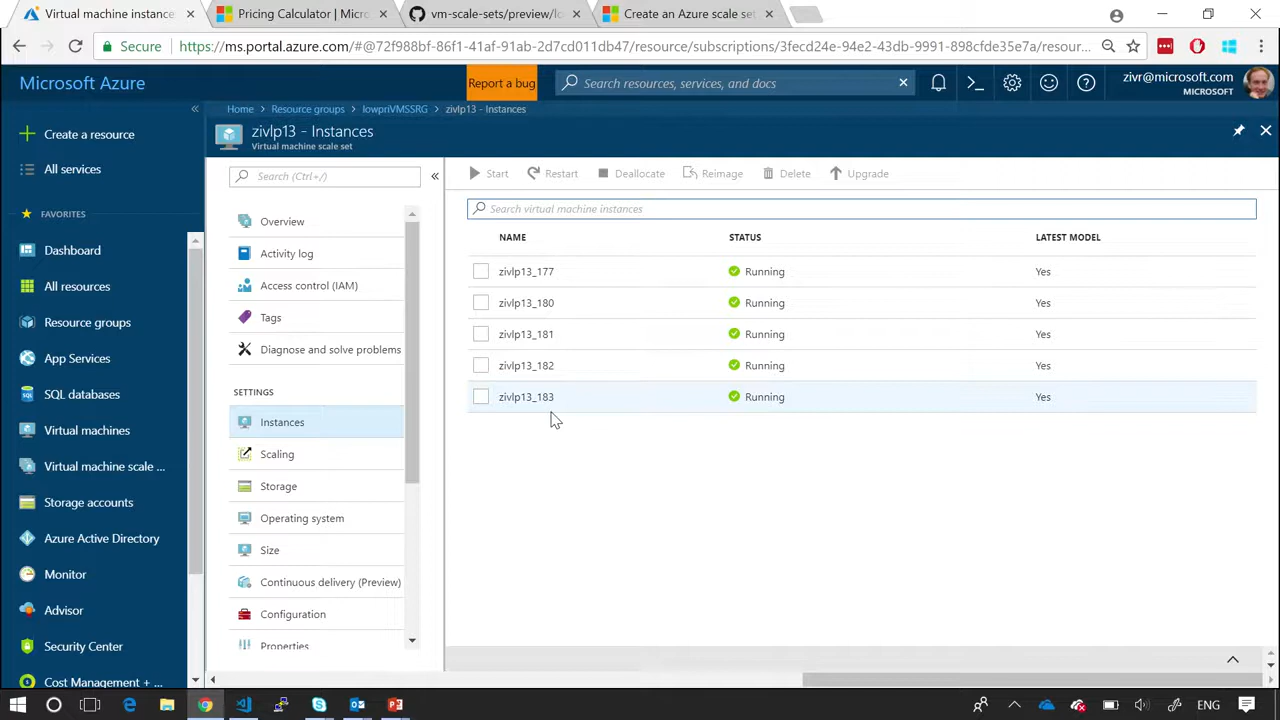 Virtual machine instances
Pricing Calculator | Micros
vm-scale-sets/preview/lo
Create an Azure scale set
Secure
https://ms.portal.azure.com/#@72f988bf-86f1-41af-91ab-2d7cd011db47/resource/subscriptions/3fecd24e-94e2-43db-9991-898cfde35e7a/resour...
Microsoft Azure
Report a bug
Search resources, services, and docs
zivr@microsoft.com
MICROSOFT
Home
Resource groups
lowpriVMSSRG
zivlp13 - Instances
Create a resource
All services
FAVORITES
Dashboard
All resources
Resource groups
App Services
SQL databases
Virtual machines
Virtual machine scale ...
Storage accounts
Azure Active Directory
Monitor
Advisor
Security Center
Cost Management + ...
zivlp13 - Instances
Virtual machine scale set
Search (Ctrl+/)
Overview
Activity log
Access control (IAM)
Tags
Diagnose and solve problems
SETTINGS
Instances
Scaling
Storage
Operating system
Size
Continuous delivery (Preview)
Configuration
Properties
Start
Restart
Deallocate
Reimage
Delete
Upgrade
Search virtual machine instances
NAME STATUS LATEST MODEL
zivlp13_177 Running Yes
zivlp13_180 Running Yes
zivlp13_181 Running Yes
zivlp13_182 Running Yes
zivlp13_183 Running Yes
ENG